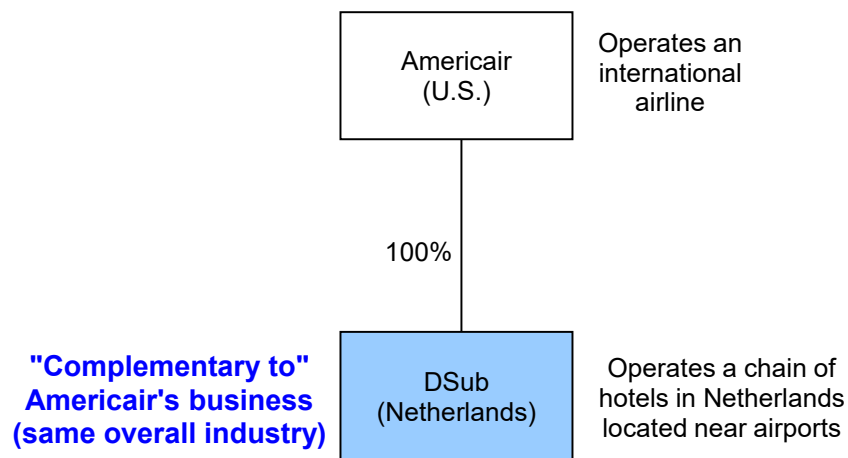 Americair
(U.S.)
Operates an
international
airline
100%
"Complementary to"
Americair's business
(same overall industry)
DSub
(Netherlands)
Operates a chain of
hotels in Netherlands
located near airports